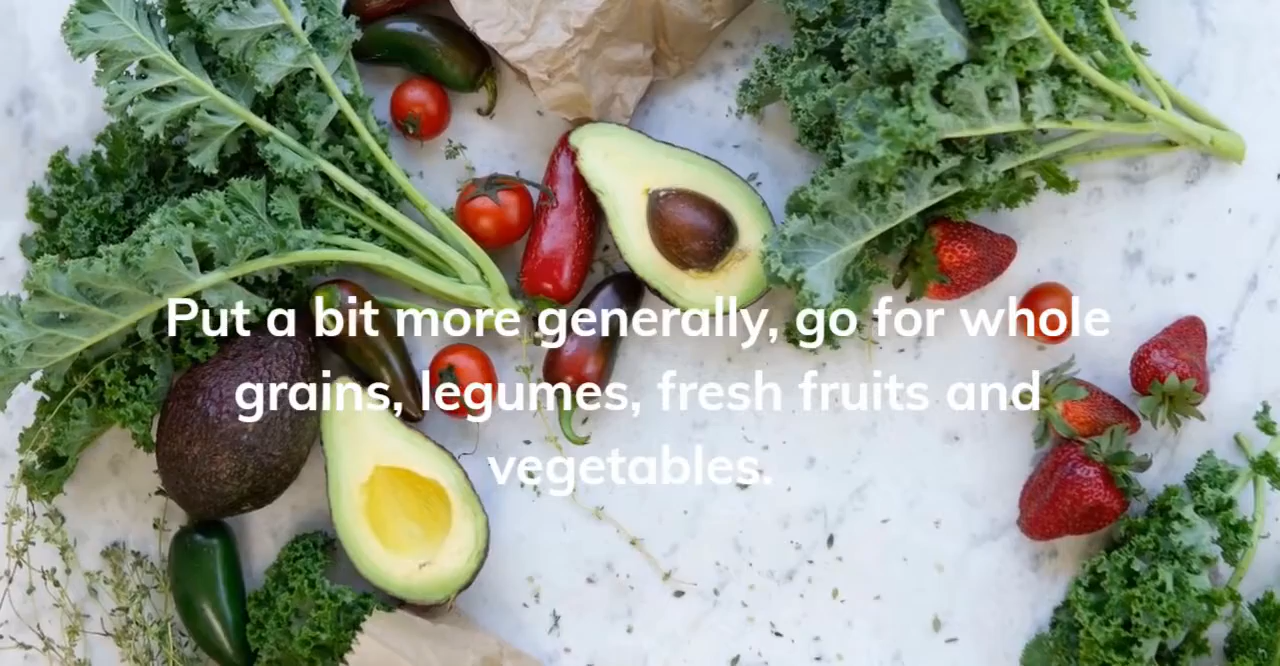 Put a bit more generally, go for whole
grains, legumes, fresh fruits and
vegetables.